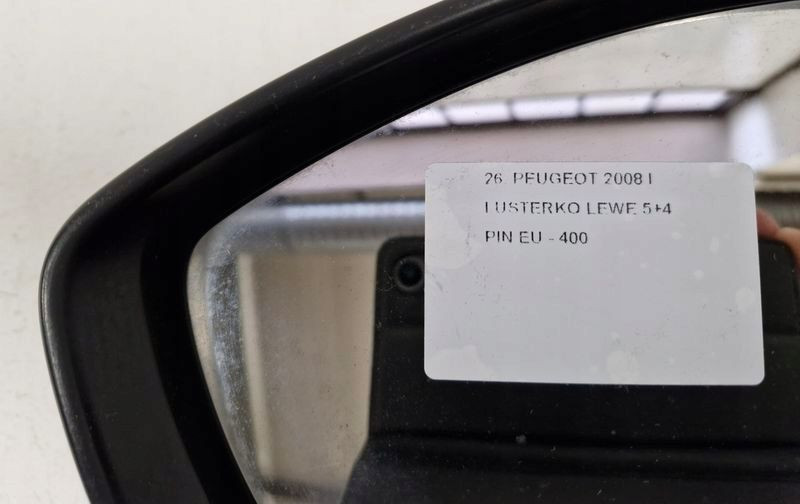 26. PEUGEOT 2008 I
LUSTERKO LEWE 5+4
PIN EU - 400